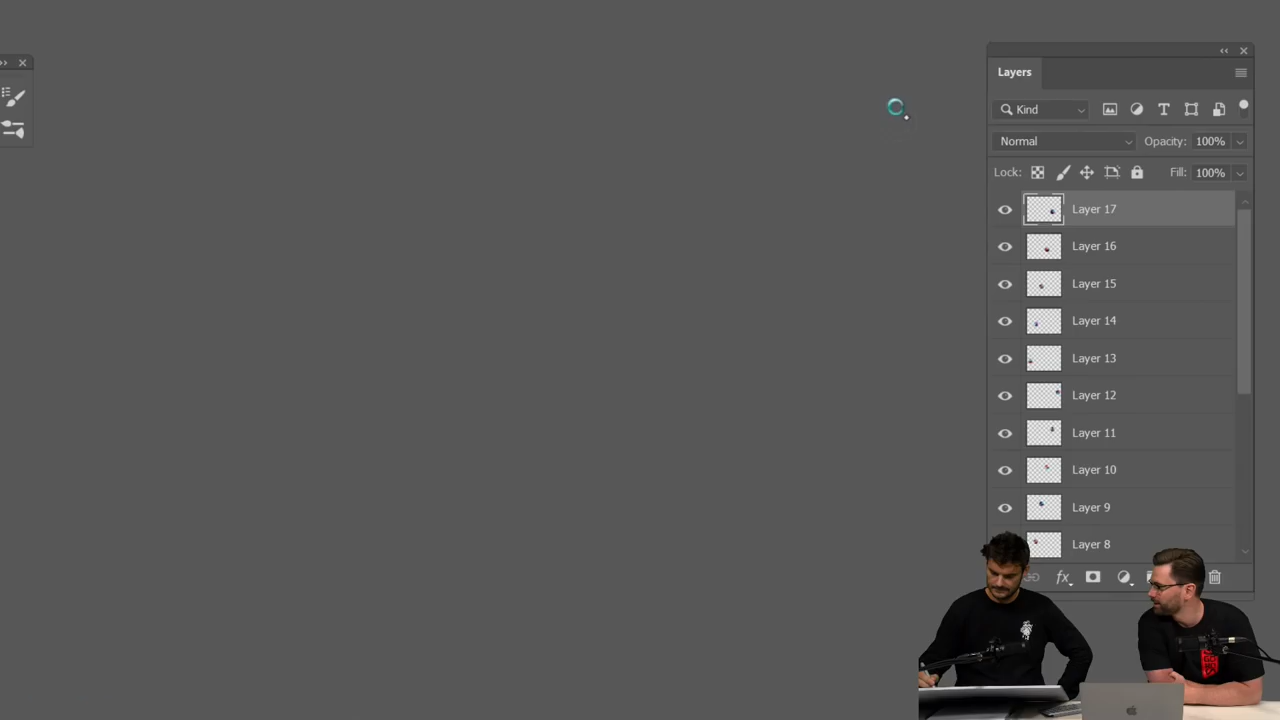 Layers
Kind
Normal
Opacity: 100%
Lock:
Fill: 100%
Layer 17
Layer 16
Layer 15
Layer 14
Layer 13
Layer 12
Layer 11
Layer 10
Layer 9
Layer 8
fx